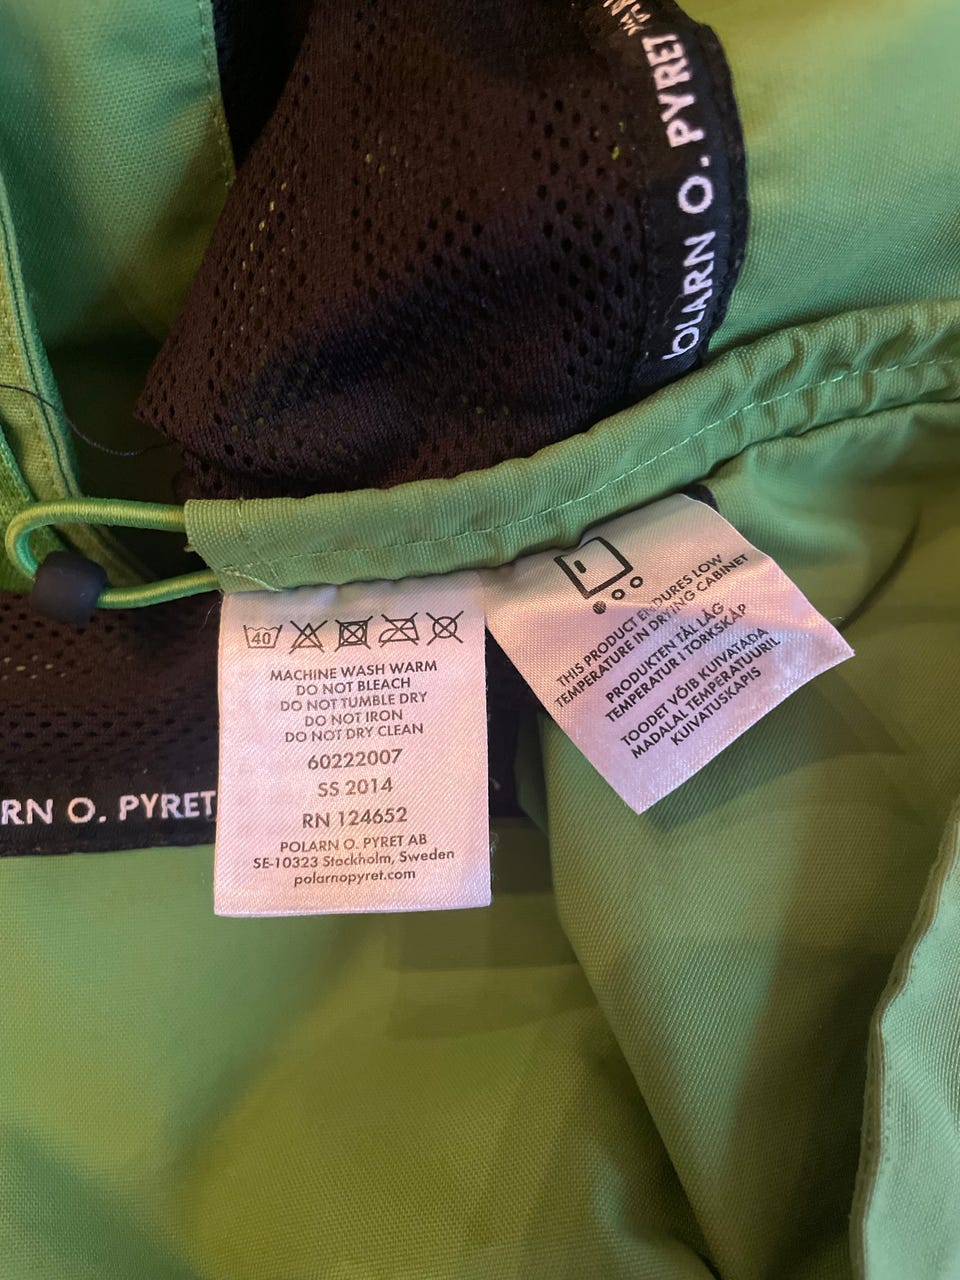 POLARN O. PYRET
40
MACHINE WASH WARM
DO NOT BLEACH
DO NOT TUMBLE DRY
DO NOT IRON
DO NOT DRY CLEAN
60222007
SS 2014
RN 124652
POLARN O. PYRET AB
SE-10323 Stockholm, Sweden
polarnopyret.com
THIS PRODUCT ENDURES LOW
TEMPERATURE IN DRYING CABINET
PRODUKTEN TÅL LÅG
TEMPERATUR I TORKSKÅP
TOODET VÕIB KUIVATADA
MADALAL TEMPERATUURIL
KUIVATUSKAPIS
RN O. PYRET